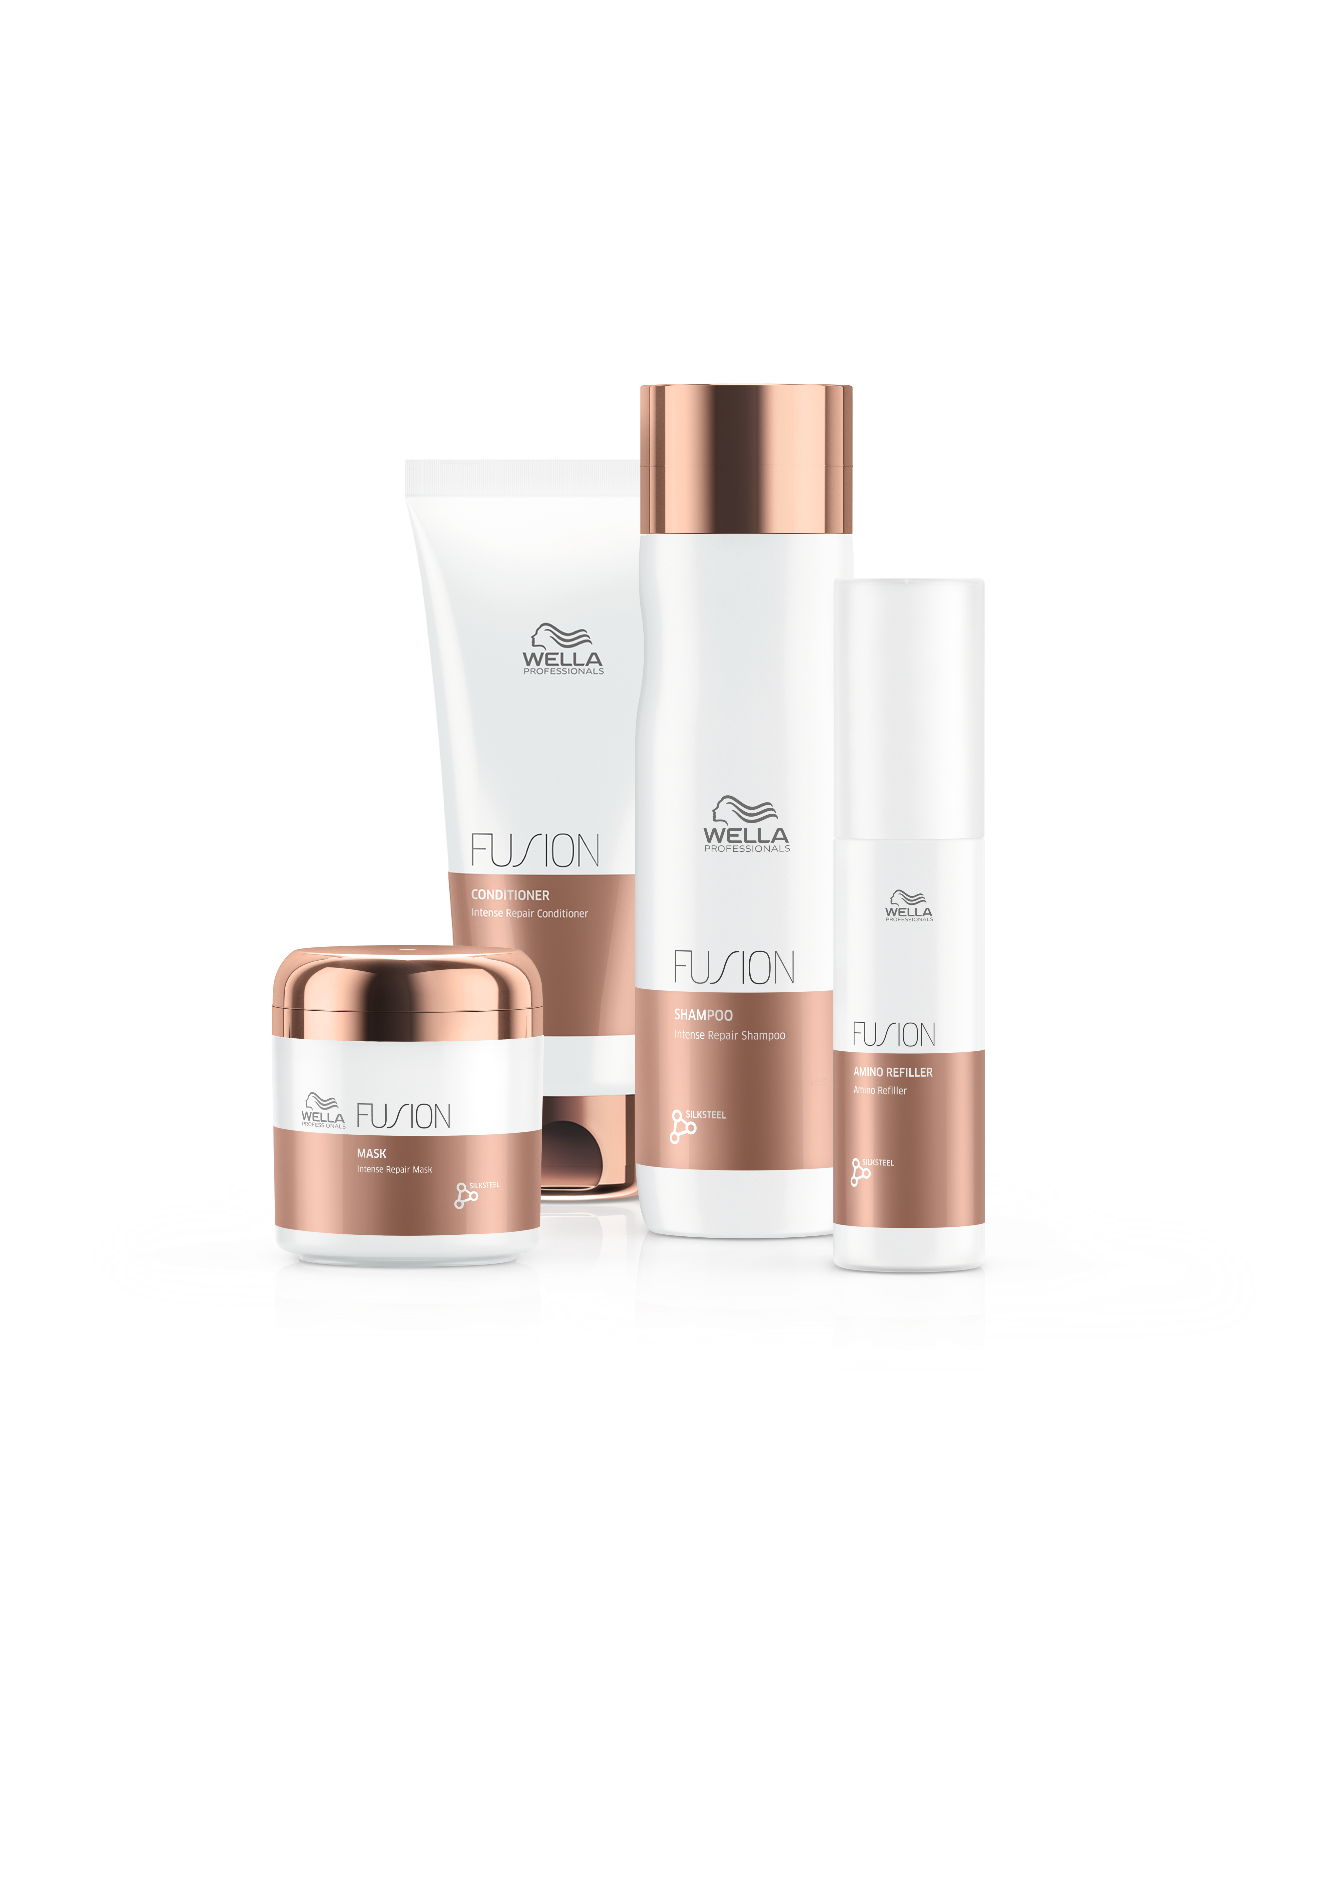 WELLA
PROFESSIONALS
FUSION
CONDITIONER
Intense Repair Conditioner
WELLA
PROFESSIONALS
FUSION
SHAMPOO
Intense Repair Shampoo
SILKSTEEL
WELLA
PROFESSIONALS
FUSION
AMINO REFILLER
Amino Refiller
SILKSTEEL
WELLA
PROFESSIONALS
FUSION
MASK
Intense Repair Mask
SILKSTEEL